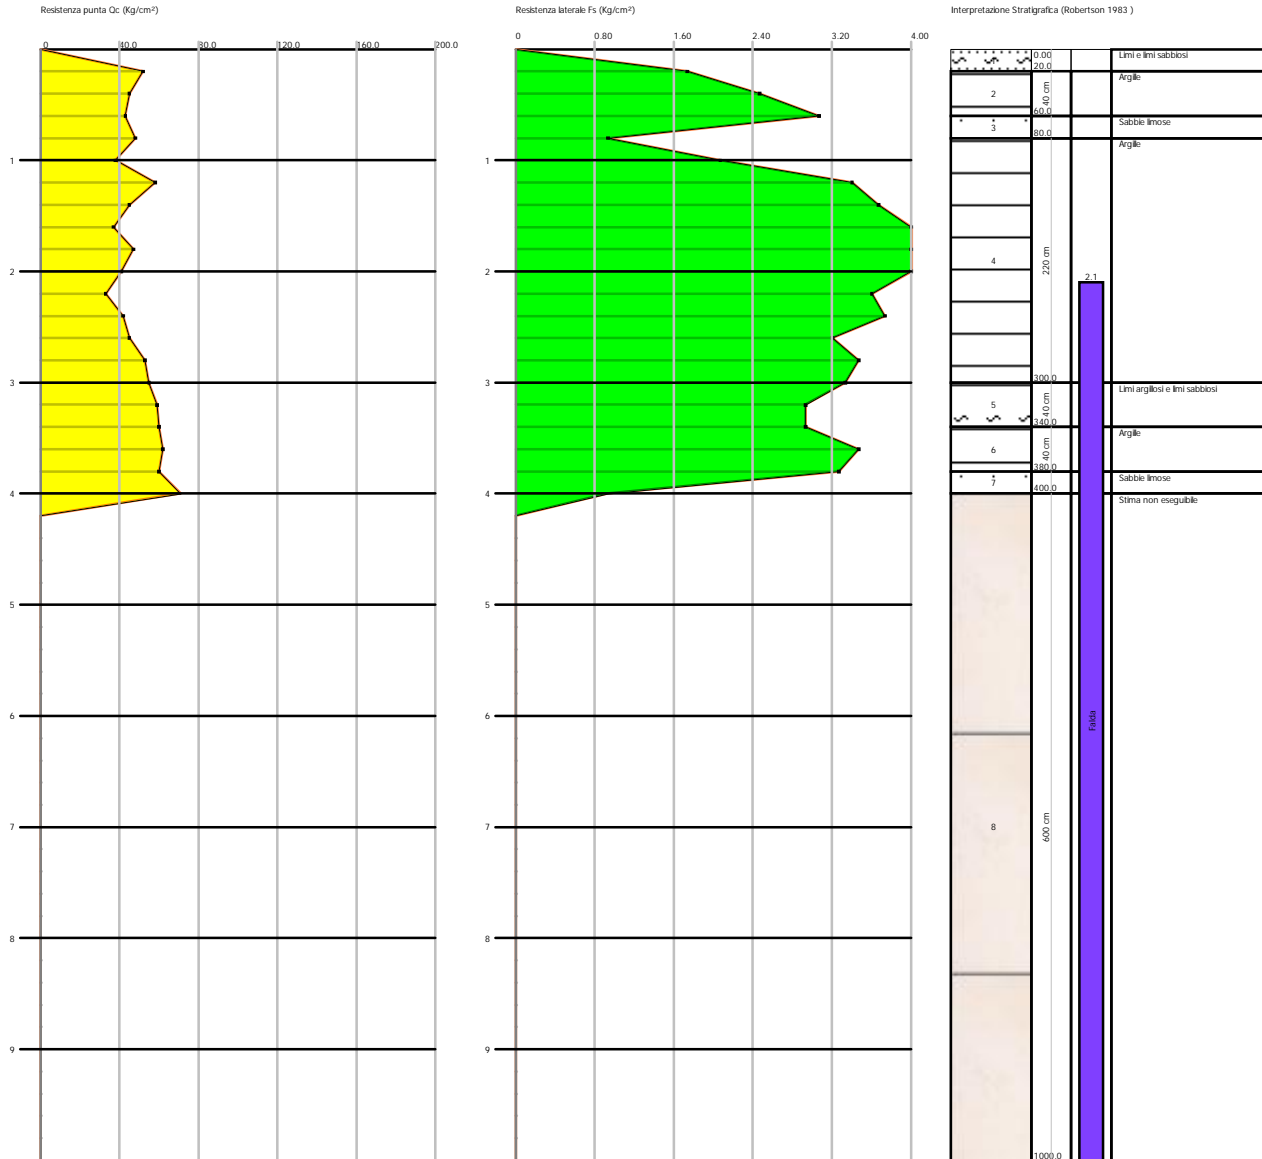 Resistenza punta Qc (Kg/cm²)
0 40.0 80.0 120.0 160.0 200.0
1
2
3
4
5
6
7
8
9
Resistenza laterale Fs (Kg/cm²)
0 0.80 1.60 2.40 3.20 4.00
1
2
3
4
5
6
7
8
9
Interpretazione Stratigrafica (Robertson 1983 )
0.00
20.0
Limi e limi sabbiosi
2
40 cm
60.0
Argille
3
80.0
Sabbie limose
4
220 cm
300.0
Argille
2.1
5
40 cm
340.0
Limi argillosi e limi sabbiosi
6
40 cm
380.0
Argille
7
400.0
Sabbie limose
8
600 cm
1000.0
Stima non eseguibile
Falda